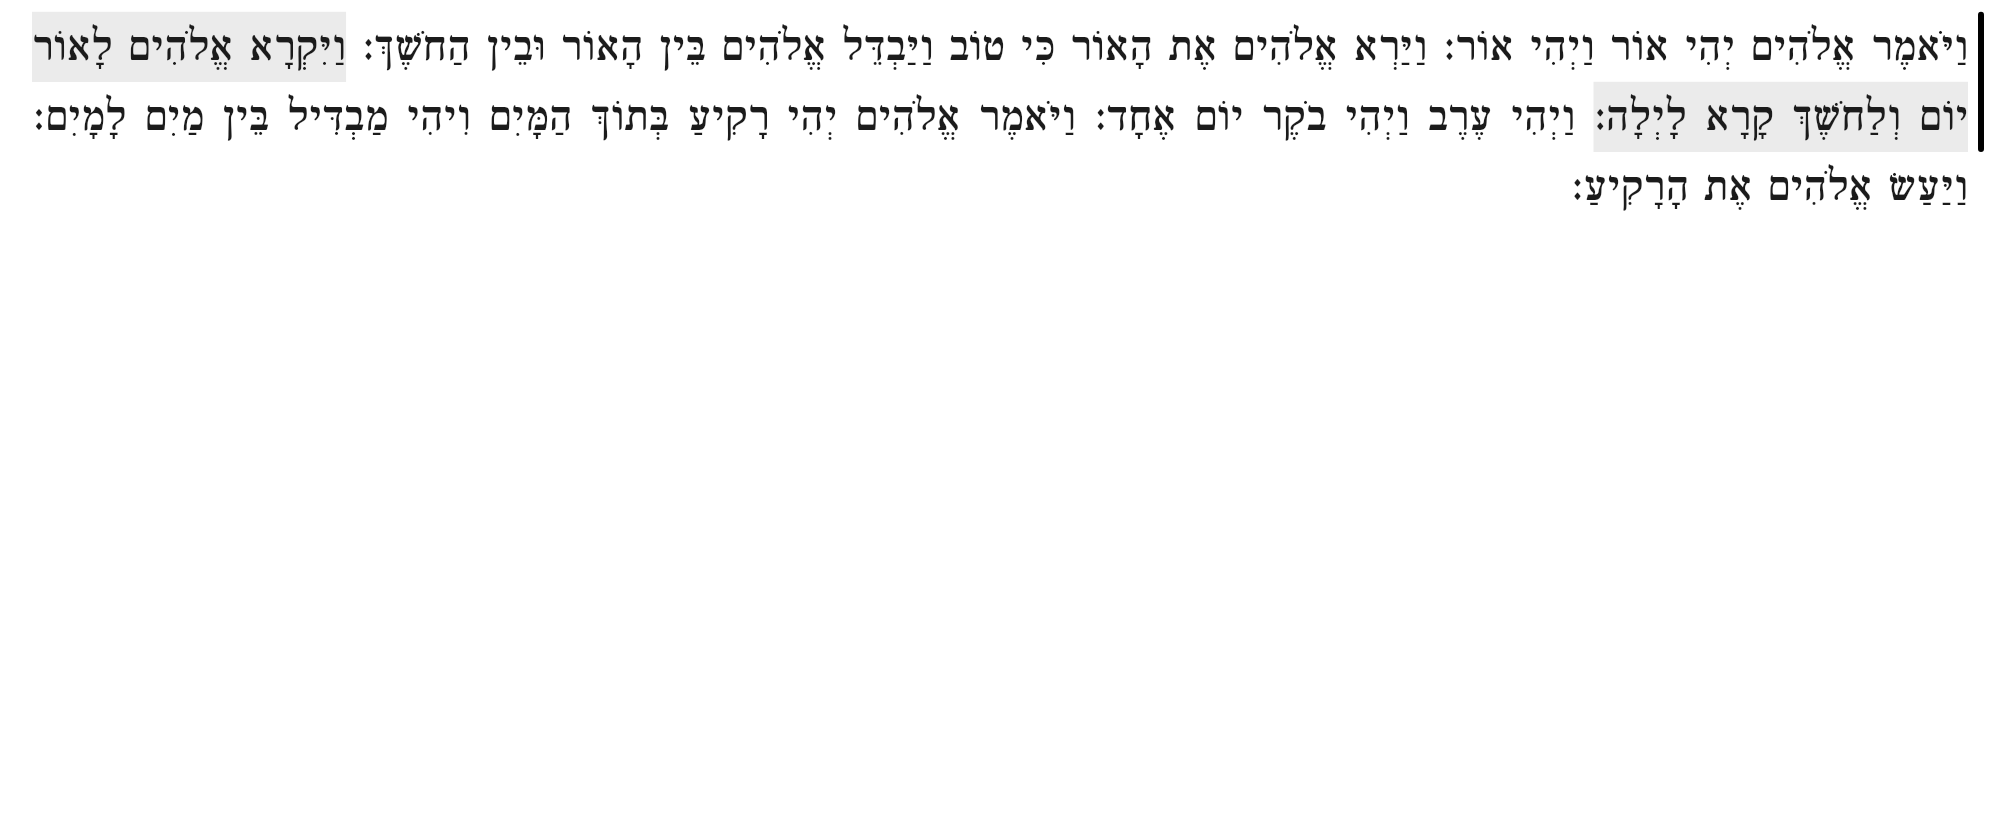 וַיֹּאמֶר אֱלֹהִים יְהִי אוֹר וַיְהִי אוֹר׃ וַיַּרְא אֱלֹהִים אֶת הָאוֹר כִּי טוֹב וַיַּבְדֵּל אֱלֹהִים בֵּין הָאוֹר וּבֵין הַחֹשֶׁךְ׃ וַיִּקְרָא אֱלֹהִים לָאוֹר
יוֹם וְלַחֹשֶׁךְ קָרָא לָיְלָה׃ וַיְהִי עֶרֶב וַיְהִי בֹקֶר יוֹם אֶחָד׃ וַיֹּאמֶר אֱלֹהִים יְהִי רָקִיעַ בְּתוֹךְ הַמָּיִם וִיהִי מַבְדִּיל בֵּין מַיִם לָמָיִם׃
וַיַּעַשׂ אֱלֹהִים אֶת הָרָקִיעַ׃